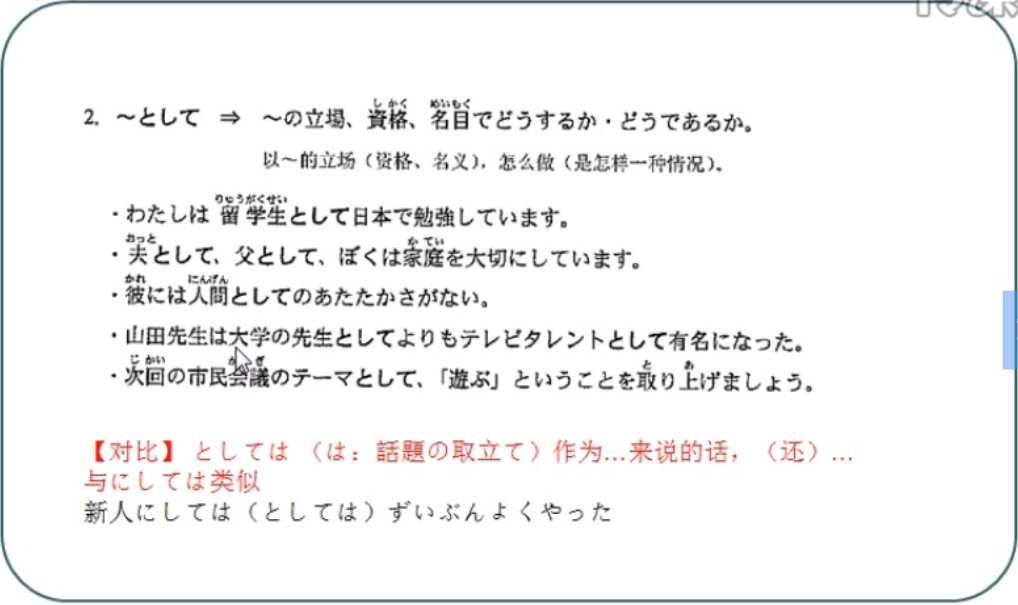 2. ～として ⇒ ～の立場、資格、名目でどうするか・どうであるか。
以～的立场（资格、名义），怎么做（是怎样一种情况）。
・わたしは留学生として日本で勉強しています。
・夫として、父として、ぼくは家庭を大切にしています。
・彼には人間としてのあたたかさがない。
・山田先生は大学の先生としてよりもテレビタレントとして有名になった。
・次回の市民会議のテーマとして、「遊ぶ」ということを取り上げましょう。
【对比】としては（は：話題の取立て）作为…来说的话，（还）…
与にしては类似
新人にしては（としては）ずいぶんよくやった